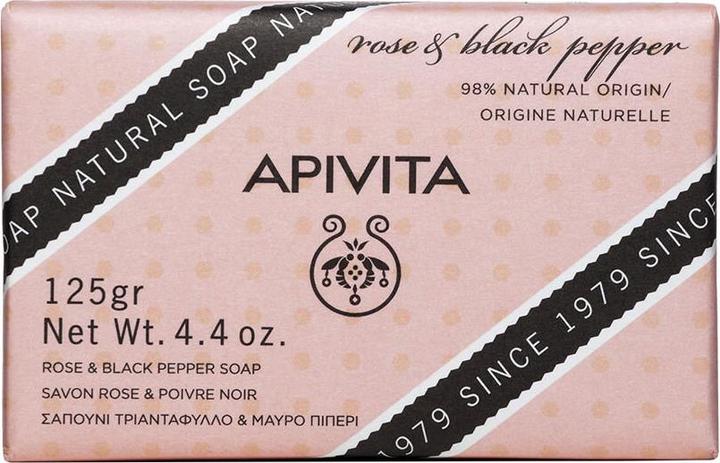 AP NATURAL SOAP NAT
rose & black pepper
98% NATURAL ORIGIN/
ORIGINE NATURELLE
APIVITA
125gr
Net Wt. 4.4 oz.
ROSE & BLACK PEPPER SOAP
SAVON ROSE & POIVRE NOIR
ΣΑΠΟΥΝΙ ΤΡΙΑΝΤΑΦΥΛΛΟ & ΜΑΥΡΟ ΠΙΠΕΡΙ
1979 SINCE 1979 SINCE